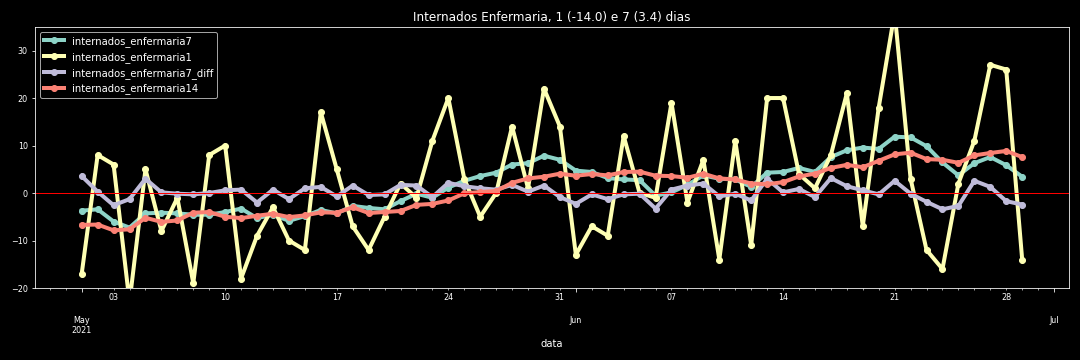 Internados Enfermaria, 1 (-14.0) e 7 (3.4) dias
internados_enfermaria7
internados_enfermaria1
internados_enfermaria7_diff
internados_enfermaria14
30
20
10
0
−10
−20
03 10 17 24 31 07 14 21 28
May Jun Jul
2021
data